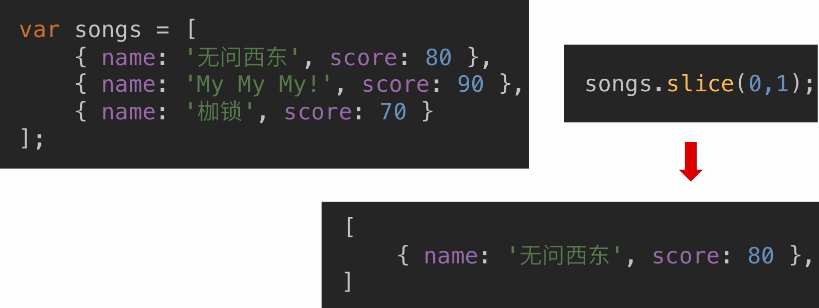 var songs = [
    { name: '无问西东', score: 80 },
    { name: 'My My My!', score: 90 },
    { name: '枷锁', score: 70 }
];
songs.slice(0,1);
[
    { name: '无问西东', score: 80 },
]